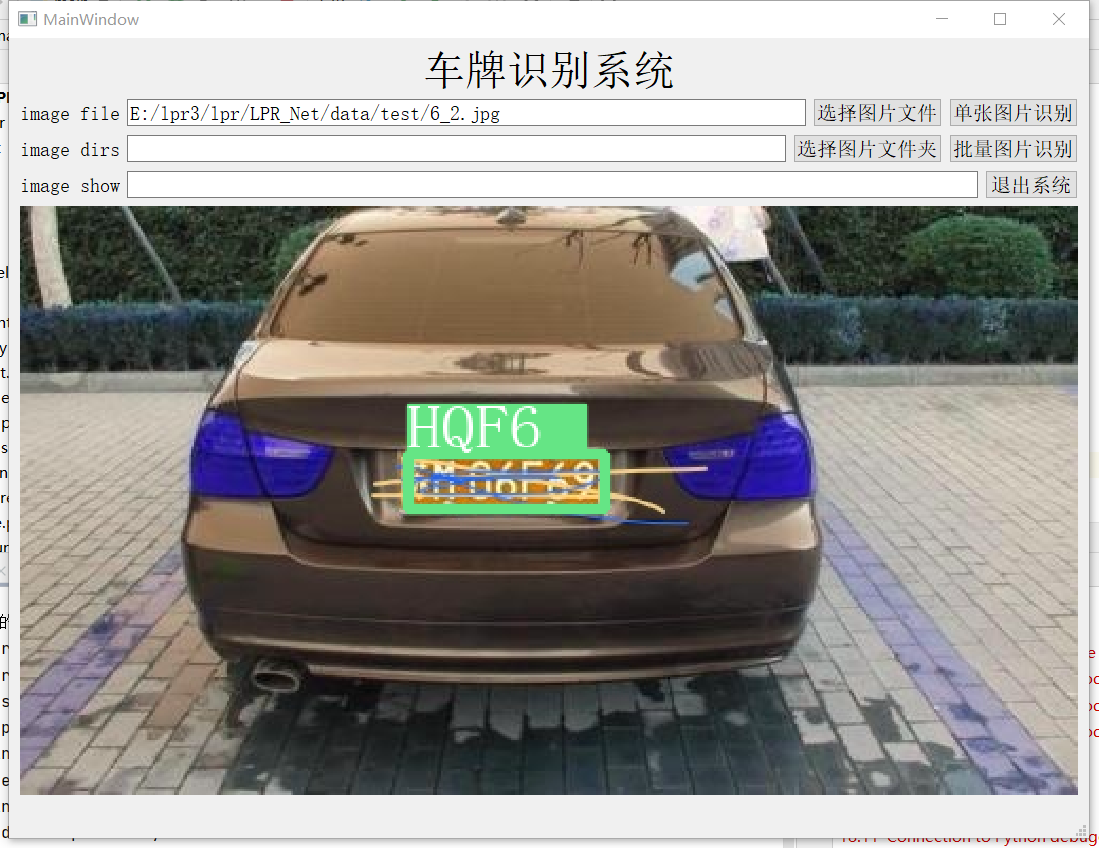 MainWindow
车牌识别系统
image file E:/lpr3/lpr/LPR_Net/data/test/6_2.jpg 选择图片文件 单张图片识别
image dirs 选择图片文件夹 批量图片识别
image show 退出系统
HQF6